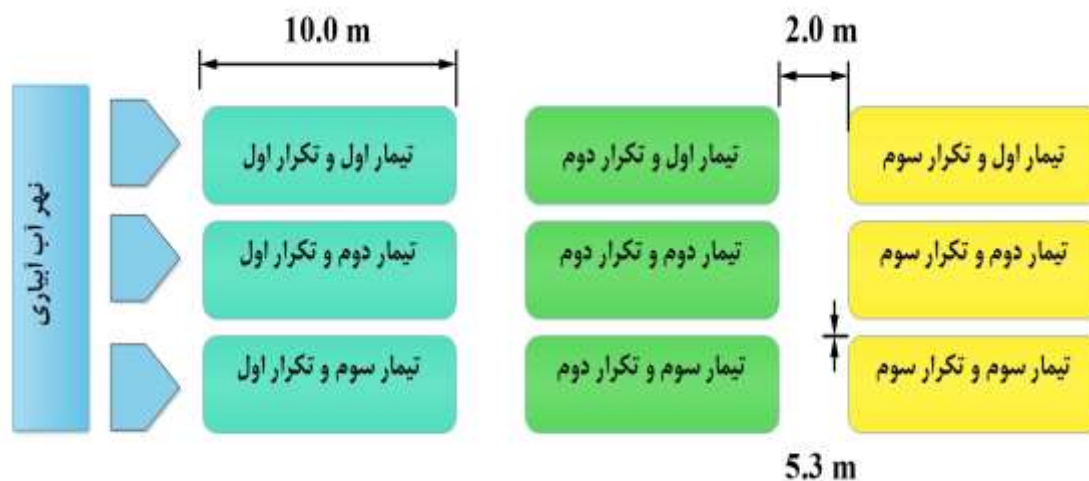 10.0 m
2.0 m
نهر آب آبیاری
تیمار اول و تکرار اول
تیمار اول و تکرار دوم
تیمار اول و تکرار سوم
تیمار دوم و تکرار اول
تیمار دوم و تکرار دوم
تیمار دوم و تکرار سوم
تیمار سوم و تکرار اول
تیمار سوم و تکرار دوم
تیمار سوم و تکرار سوم
5.3 m